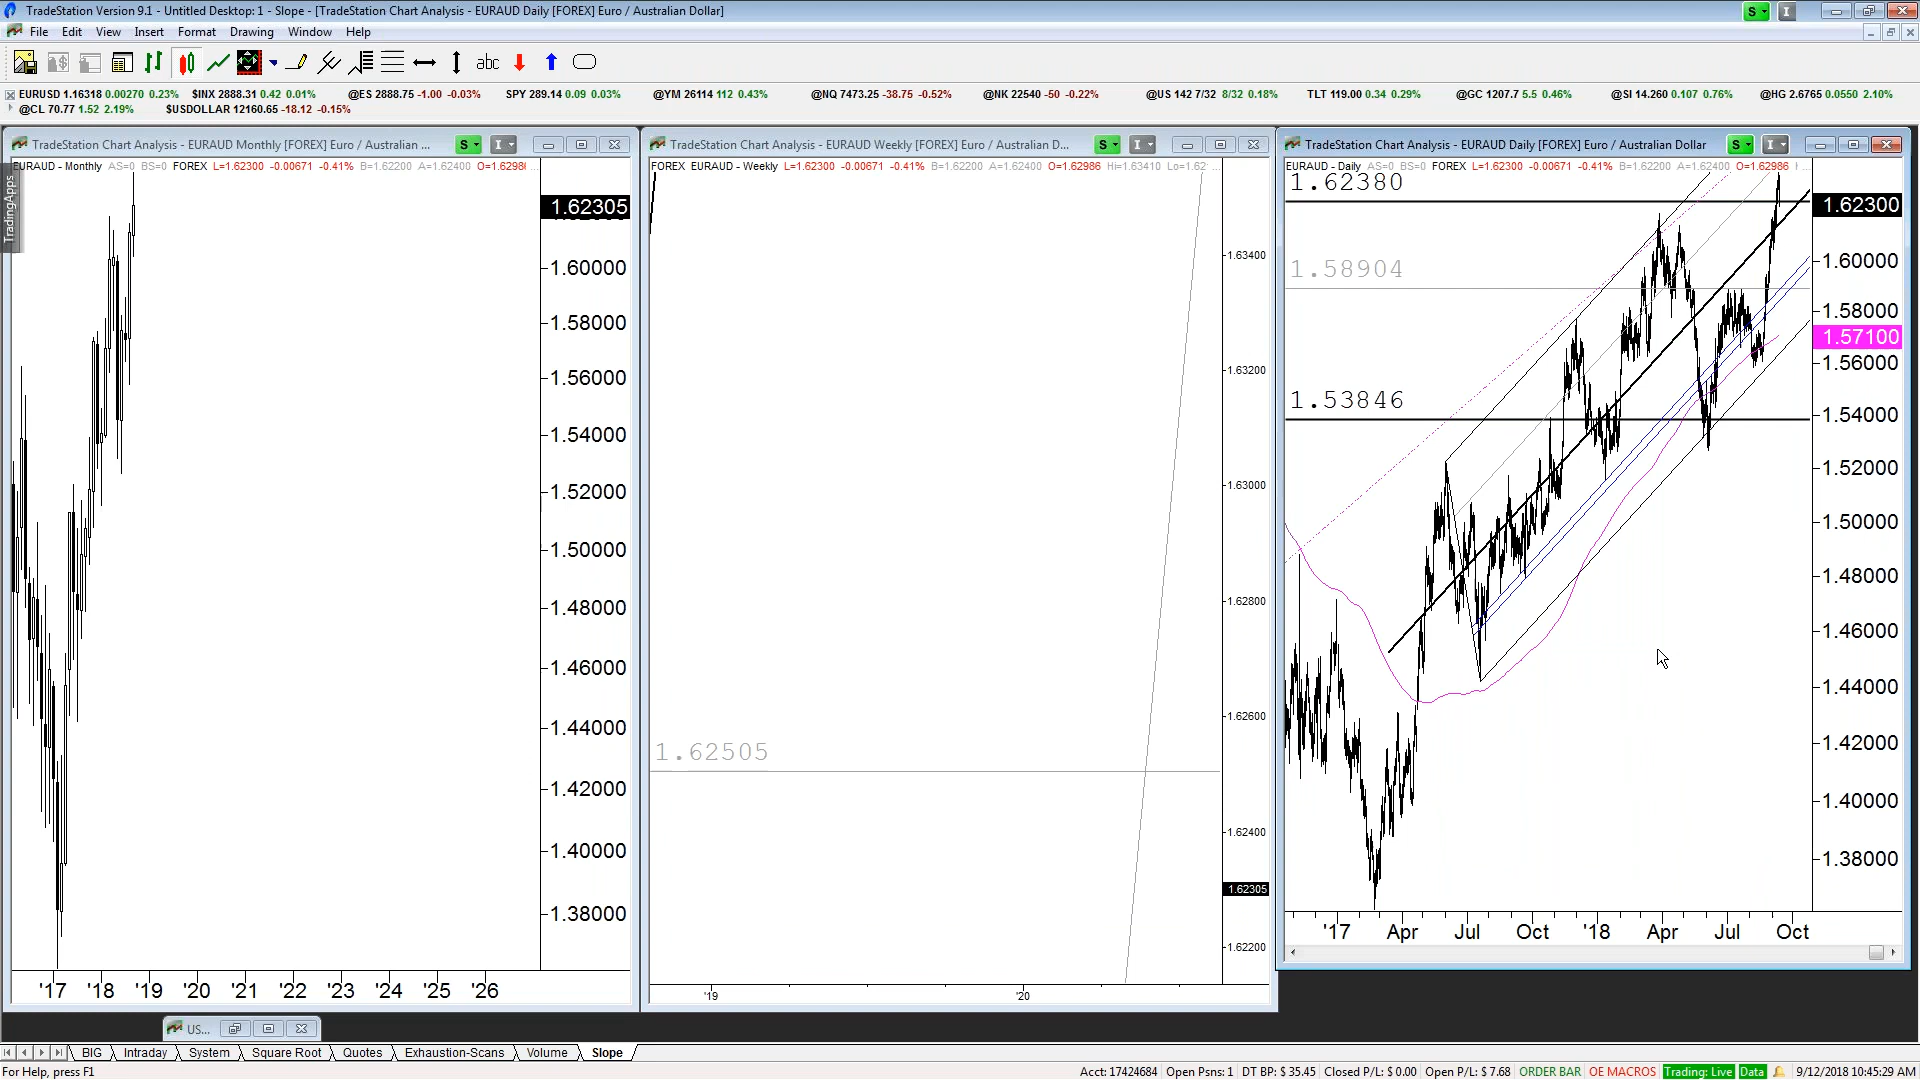 TradeStation Version 9.1 - Untitled Desktop: 1 - Slope - [TradeStation Chart Analysis - EURAUD Daily [FOREX] Euro / Australian Dollar]
S I
File Edit View Insert Format Drawing Window Help
abc
EURUSD 1.16318 0.00270 0.23% $INX 2888.31 0.42 0.01% @ES 2888.75 -1.00 -0.03% SPY 289.14 0.09 0.03% @YM 26114 112 0.43% @NQ 7473.25 -38.75 -0.52% @NK 22540 -50 -0.22% @US 142 7/32 8/32 0.18% TLT 119.00 0.34 0.29% @GC 1207.7 5.5 0.46% @SI 14.260 0.107 0.76% @HG 2.6765 0.0550 2.10%
@CL 70.77 1.52 2.19% $USDOLLAR 12160.65 -18.12 -0.15%
TradingApps
TradeStation Chart Analysis - EURAUD Monthly [FOREX] Euro / Australian ... S I
EURAUD - Monthly AS=0 BS=0 FOREX L=1.62300 -0.00671 -0.41% B=1.62200 A=1.62400 O=1.6298 ...
1.62305
1.60000
1.58000
1.56000
1.54000
1.52000
1.50000
1.48000
1.46000
1.44000
1.42000
1.40000
1.38000
'17 '18 '19 '20 '21 '22 '23 '24 '25 '26
TradeStation Chart Analysis - EURAUD Weekly [FOREX] Euro / Australian D... S I
FOREX EURAUD - Weekly L=1.62300 -0.00671 -0.41% B=1.62200 A=1.62400 O=1.62986 Hi=1.63410 Lo=1.62 ...
1.63400
1.63200
1.63000
1.62800
1.62600
1.62505
1.62400
1.62305
1.62200
'19 '20
TradeStation Chart Analysis - EURAUD Daily [FOREX] Euro / Australian Dollar S I
EURAUD - Daily AS=0 BS=0 FOREX L=1.62300 -0.00671 -0.41% B=1.62200 A=1.62400 O=1.62986
1.62380
1.62300
1.60000
1.58904
1.58000
1.57100
1.56000
1.53846
1.54000
1.52000
1.50000
1.48000
1.46000
1.44000
1.42000
1.40000
1.38000
'17 Apr Jul Oct '18 Apr Jul Oct
US...
BIG Intraday System Square Root Quotes Exhaustion-Scans Volume Slope
For Help, press F1
Acct: 17424684 Open Psns: 1 DT BP: $ 35.45 Closed P/L: $ 0.00 Open P/L: $ 7.68 ORDER BAR OE MACROS Trading: Live Data 9/12/2018 10:45:29 AM